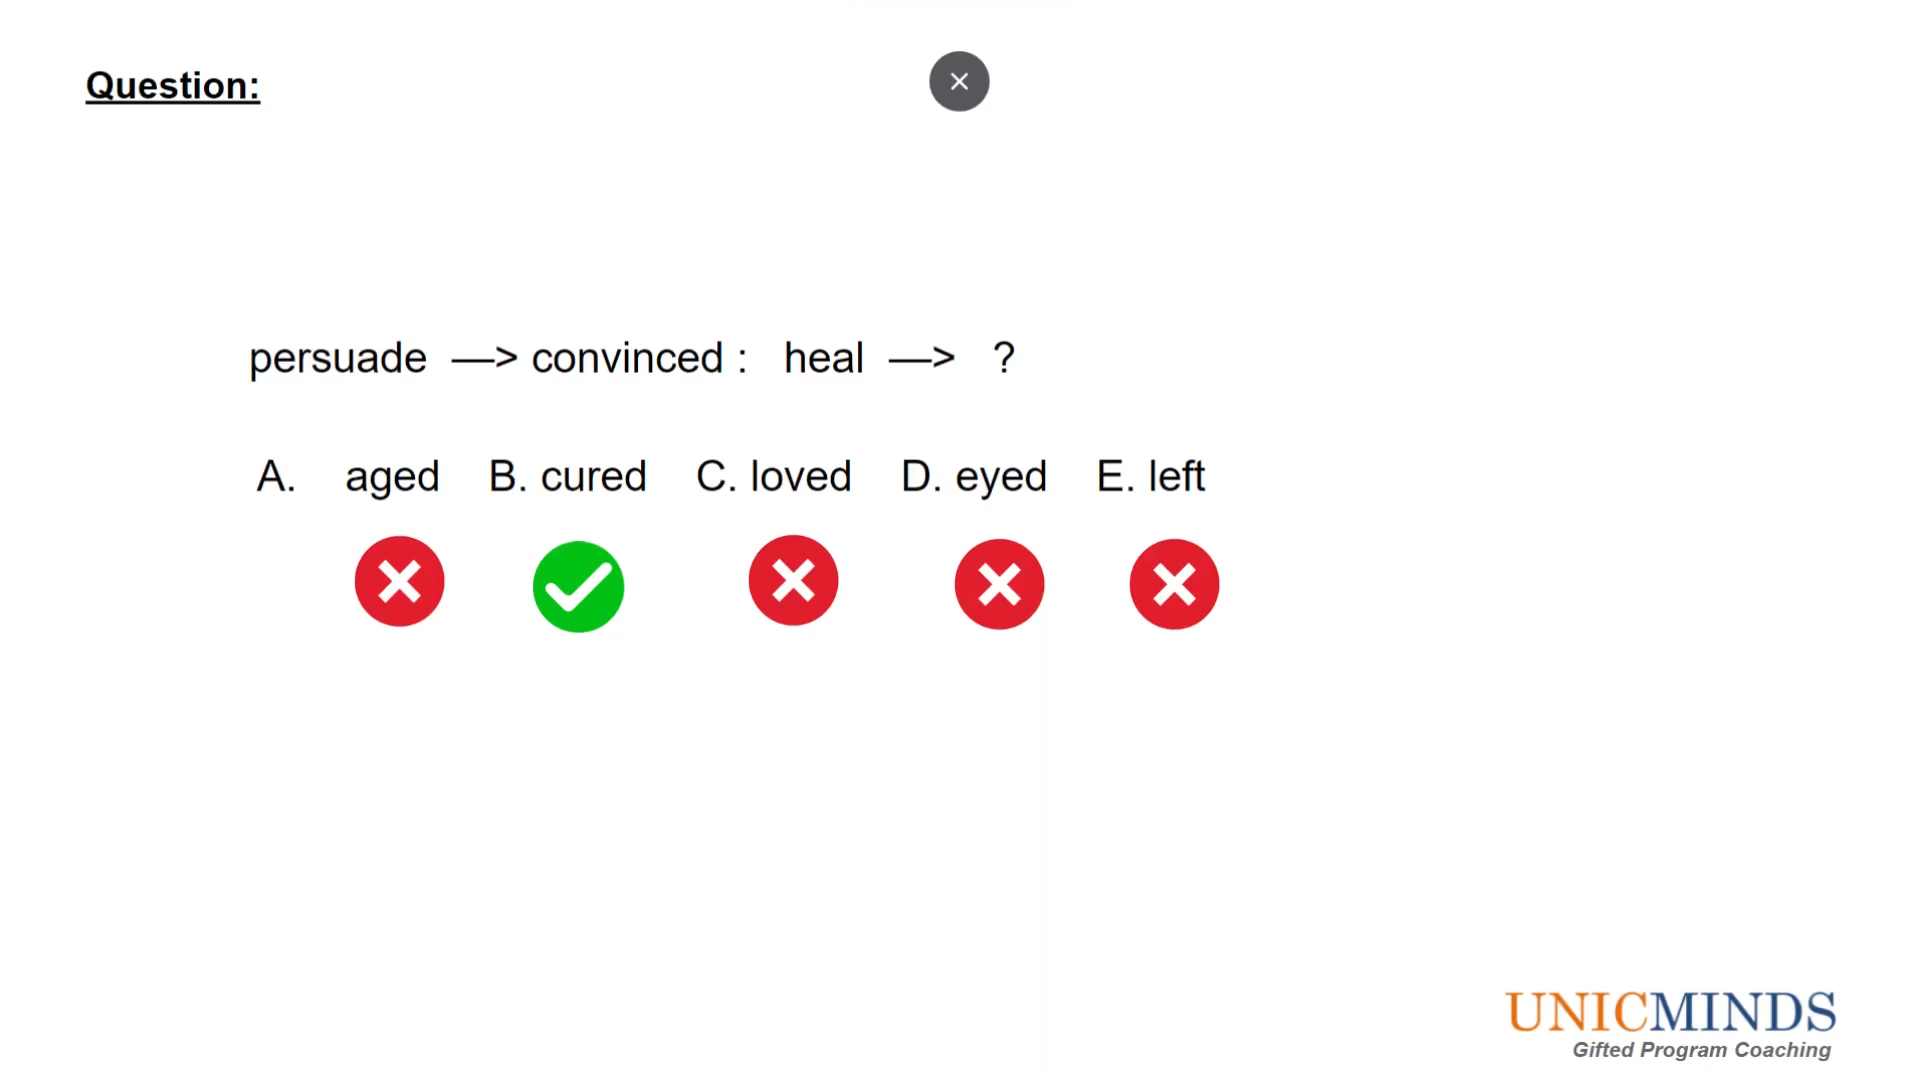 Question:
persuade —> convinced : heal —> ?
A. aged B. cured C. loved D. eyed E. left
UNICMINDS
Gifted Program Coaching